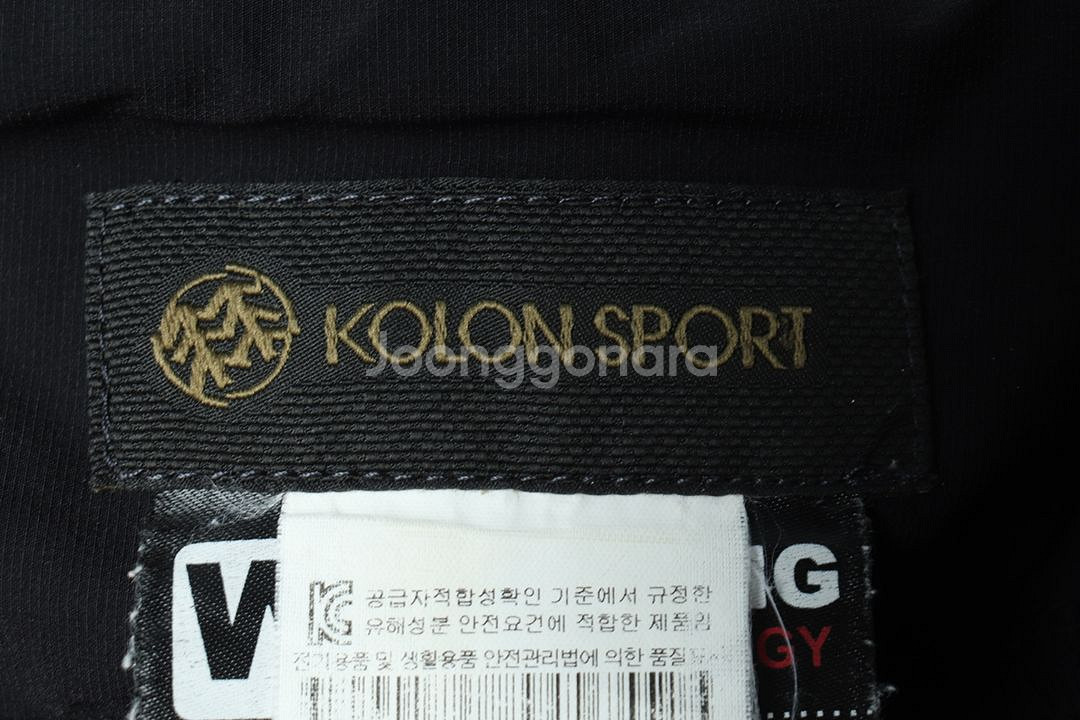 KOLON SPORT
Joonggonara
W
NG
GY
공급자적합성확인 기준에서 규정한
유해성분 안전요건에 적합한 제품임
전기용품 및 생활용품 안전관리법에 의한 품질